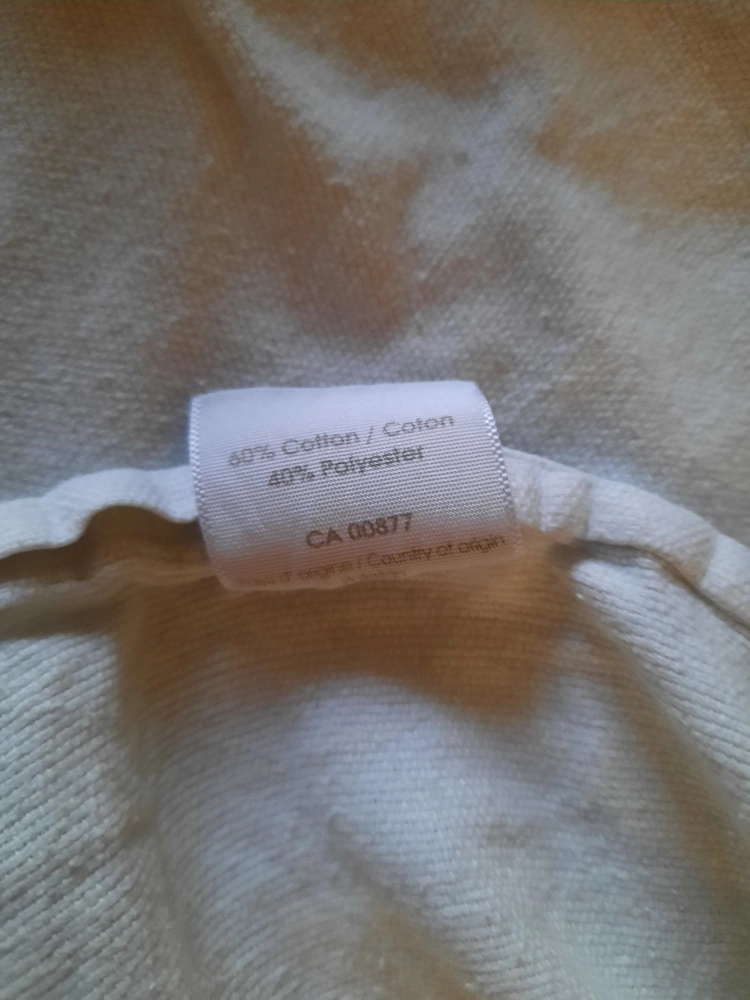 60% Cotton / Coton
40% Polyester
CA 00877
Pays d' origine / Country of origin